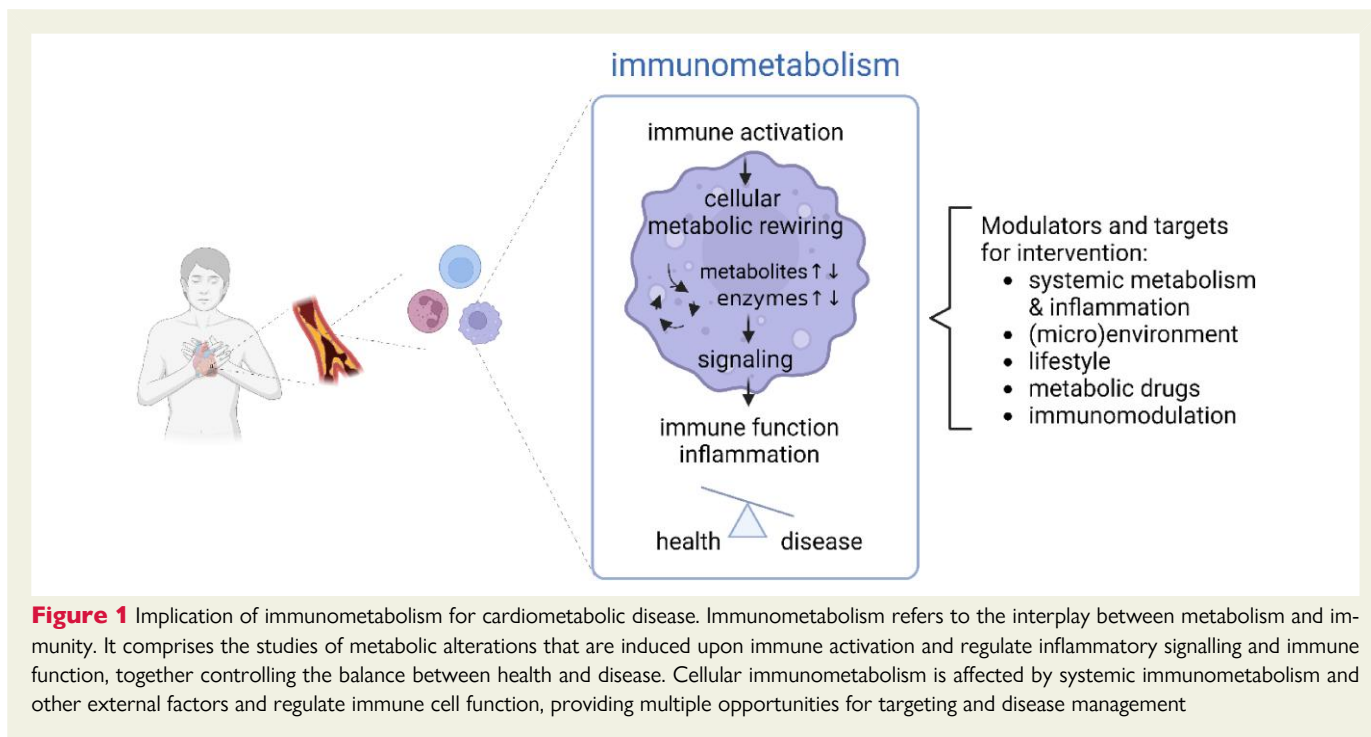 immunometabolism
immune activation
cellular
metabolic rewiring
metabolites ↑ ↓
enzymes ↑ ↓
signaling
immune function
inflammation
health disease
Modulators and targets
for intervention:
• systemic metabolism
& inflammation
• (micro)environment
• lifestyle
• metabolic drugs
• immunomodulation
Figure 1 Implication of immunometabolism for cardiometabolic disease. Immunometabolism refers to the interplay between metabolism and im-
munity. It comprises the studies of metabolic alterations that are induced upon immune activation and regulate inflammatory signalling and immune
function, together controlling the balance between health and disease. Cellular immunometabolism is affected by systemic immunometabolism and
other external factors and regulate immune cell function, providing multiple opportunities for targeting and disease management